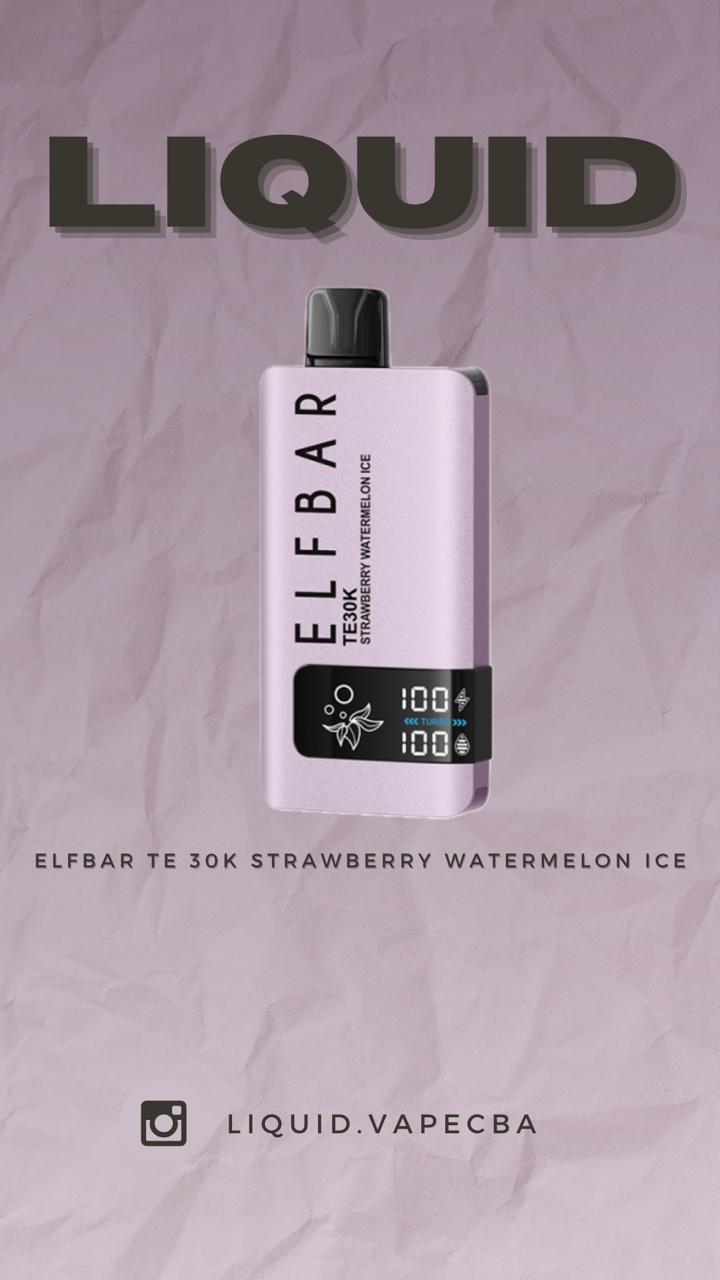 LIQUID
ELFBAR
TE30K
STRAWBERRY WATERMELON ICE
100
TURBO
100
ELFBAR TE 30K STRAWBERRY WATERMELON ICE
LIQUID.VAPECBA